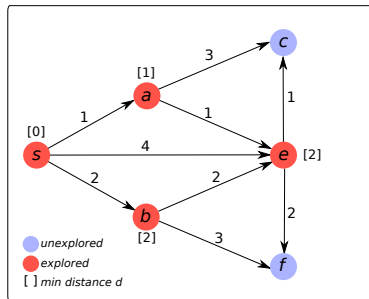 c
3
[1]
a
1
1
1
[0]
s
4
e
[2]
2
2
2
b
[2]
3
f
unexplored
explored
[ ] min distance d